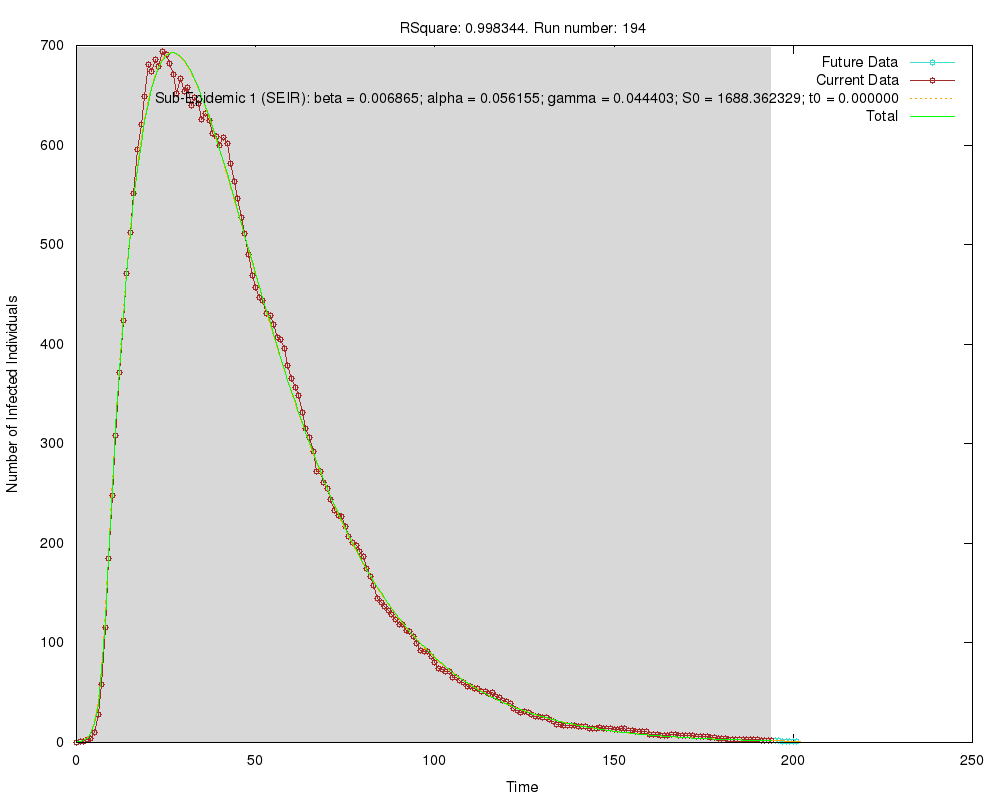 RSquare: 0.998344. Run number: 194
700
600
500
400
300
200
100
0
0 50 100 150 200 250
Number of Infected Individuals
Time
Future Data
Current Data
Sub-Epidemic 1 (SEIR): beta = 0.006865; alpha = 0.056155; gamma = 0.044403; S0 = 1688.362329; t0 = 0.000000
Total